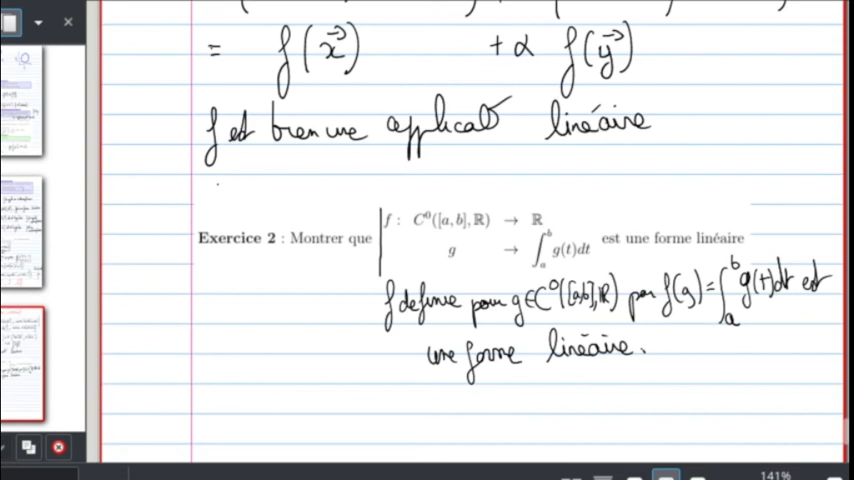 = f(x⃗) + α f(y⃗)
f est bien une applicat° linéaire
Exercice 2 : Montrer que | f : C⁰([a, b], ℝ) → ℝ
g → ∫ₐᵇ g(t)dt est une forme linéaire
f définie pour g ∈ C⁰([a,b], ℝ) par f(g) = ∫ₐᵇ g(t)dt est
une forme linéaire.
141%